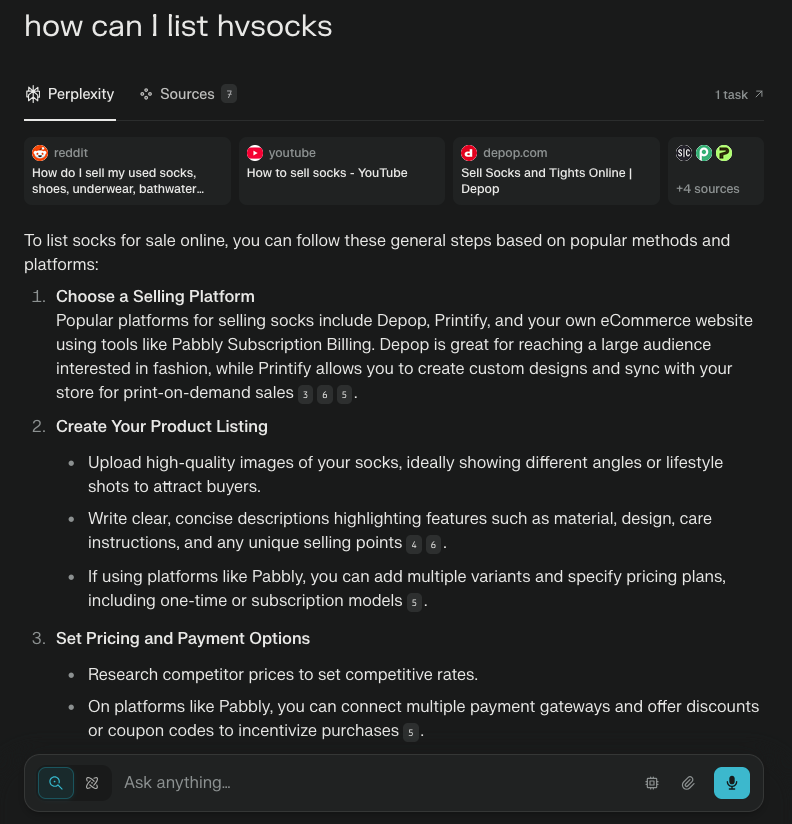 how can I list hvsocks
Perplexity
Sources 7
1 task
reddit
How do I sell my used socks,
shoes, underwear, bathwater…
youtube
How to sell socks - YouTube
depop.com
Sell Socks and Tights Online |
Depop
+4 sources
To list socks for sale online, you can follow these general steps based on popular methods and
platforms:
1. Choose a Selling Platform
Popular platforms for selling socks include Depop, Printify, and your own eCommerce website
using tools like Pabbly Subscription Billing. Depop is great for reaching a large audience
interested in fashion, while Printify allows you to create custom designs and sync with your
store for print-on-demand sales 3 6 5 .
2. Create Your Product Listing
• Upload high-quality images of your socks, ideally showing different angles or lifestyle
shots to attract buyers.
• Write clear, concise descriptions highlighting features such as material, design, care
instructions, and any unique selling points 4 6 .
• If using platforms like Pabbly, you can add multiple variants and specify pricing plans,
including one-time or subscription models 5 .
3. Set Pricing and Payment Options
• Research competitor prices to set competitive rates.
• On platforms like Pabbly, you can connect multiple payment gateways and offer discounts
or coupon codes to incentivize purchases 5 .
Ask anything…